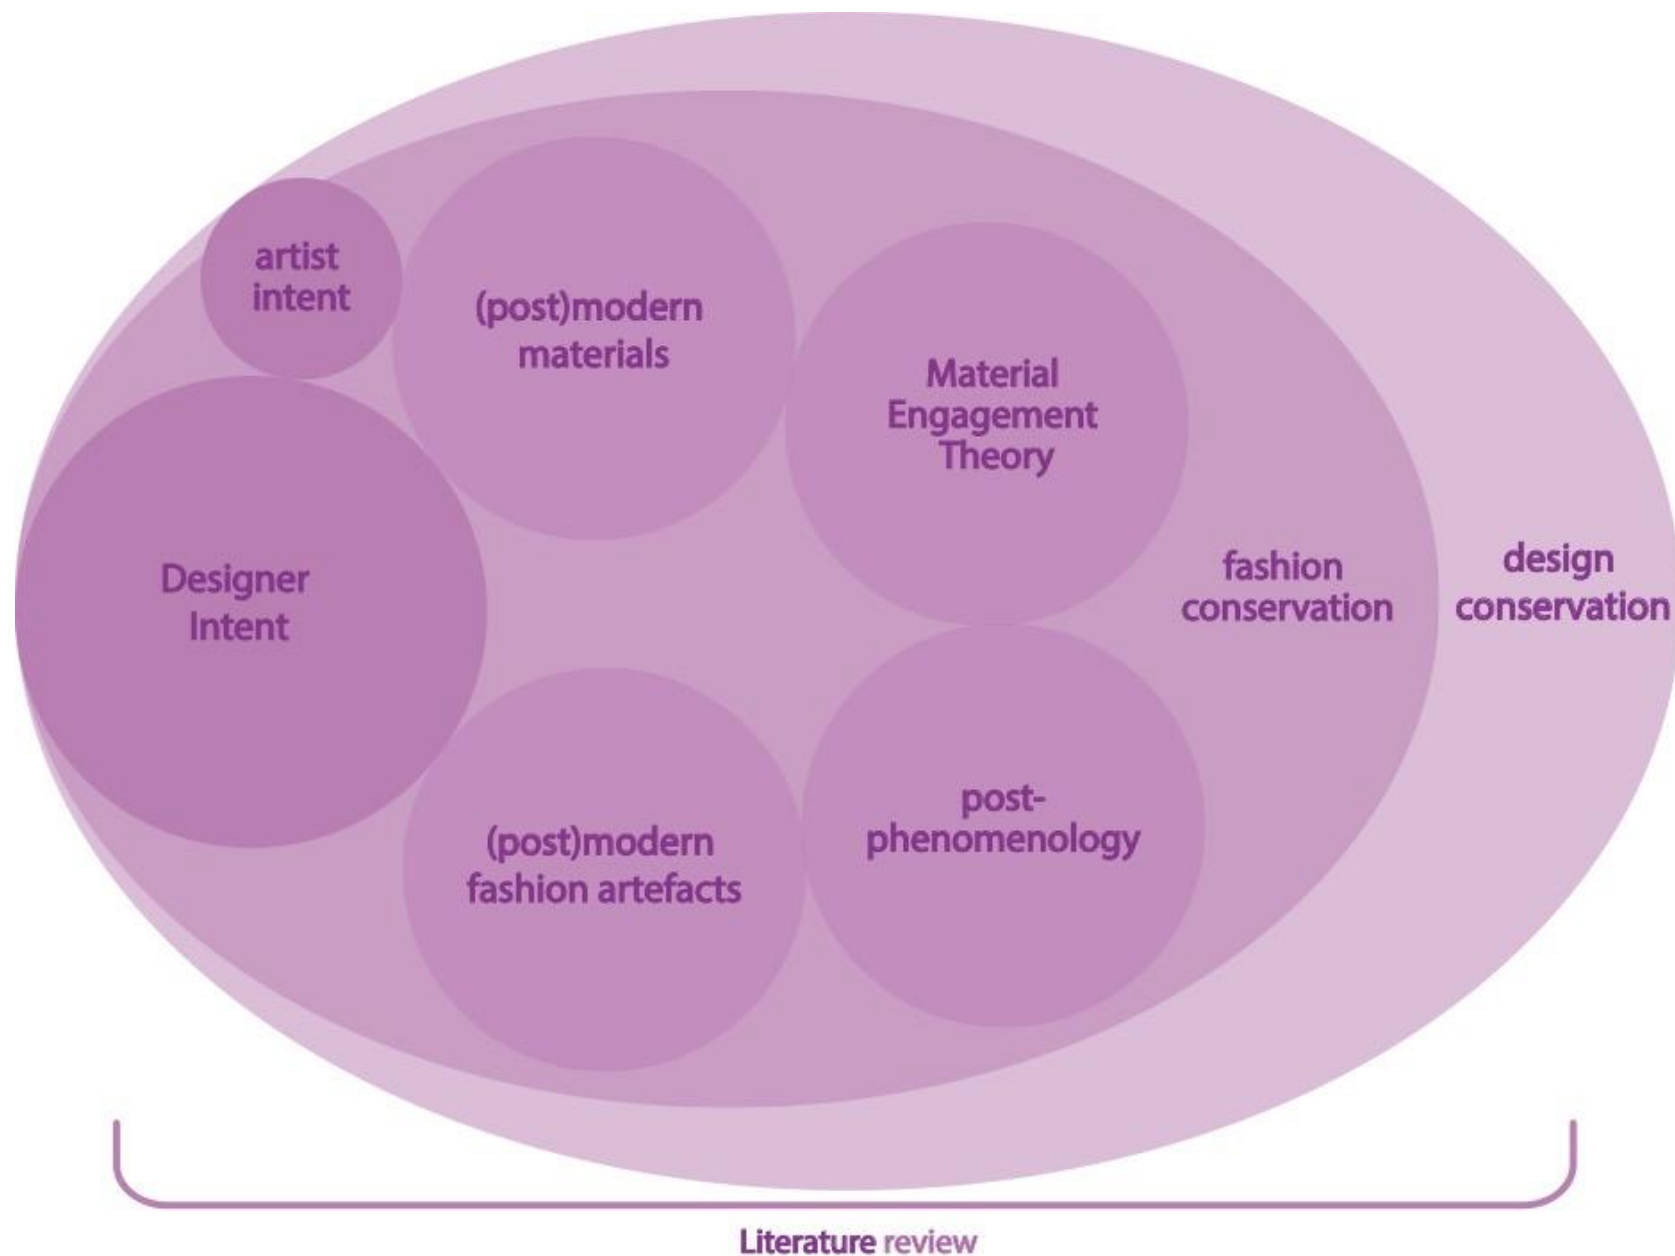 artist
intent
(post)modern
materials
Material
Engagement
Theory
Designer
Intent
fashion
conservation
design
conservation
(post)modern
fashion artefacts
post-
phenomenology
Literature review